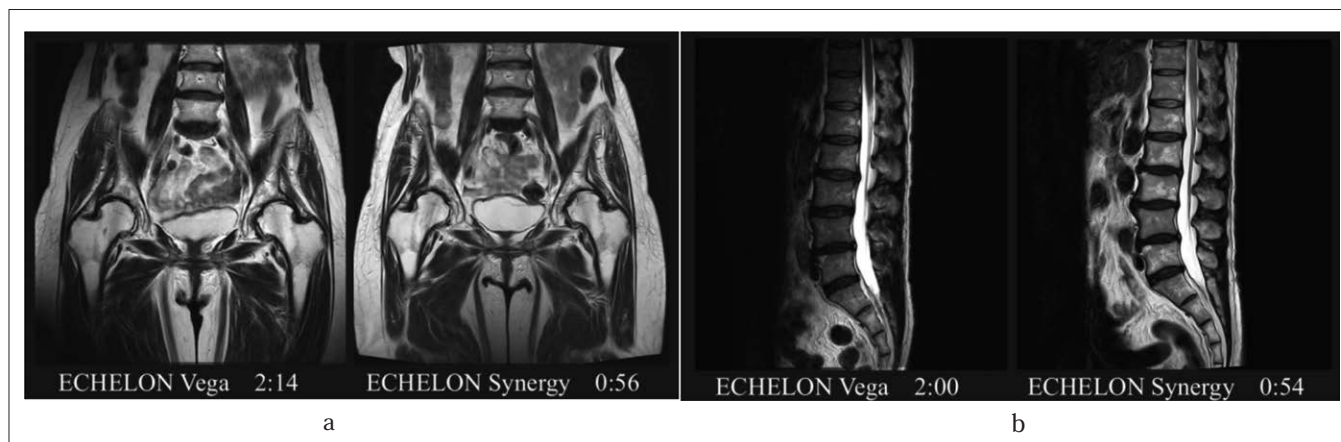 ECHELON Vega 2:14
ECHELON Synergy 0:56
ECHELON Vega 2:00
ECHELON Synergy 0:54
a
b